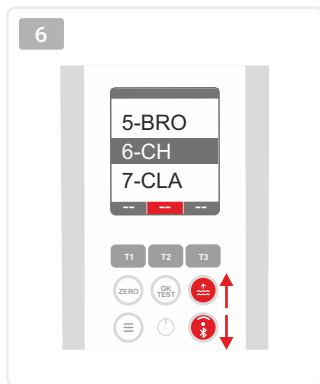 6
5-BRO
6-CH
7-CLA
-- -- --
T1 T2 T3
ZERO
OK
TEST